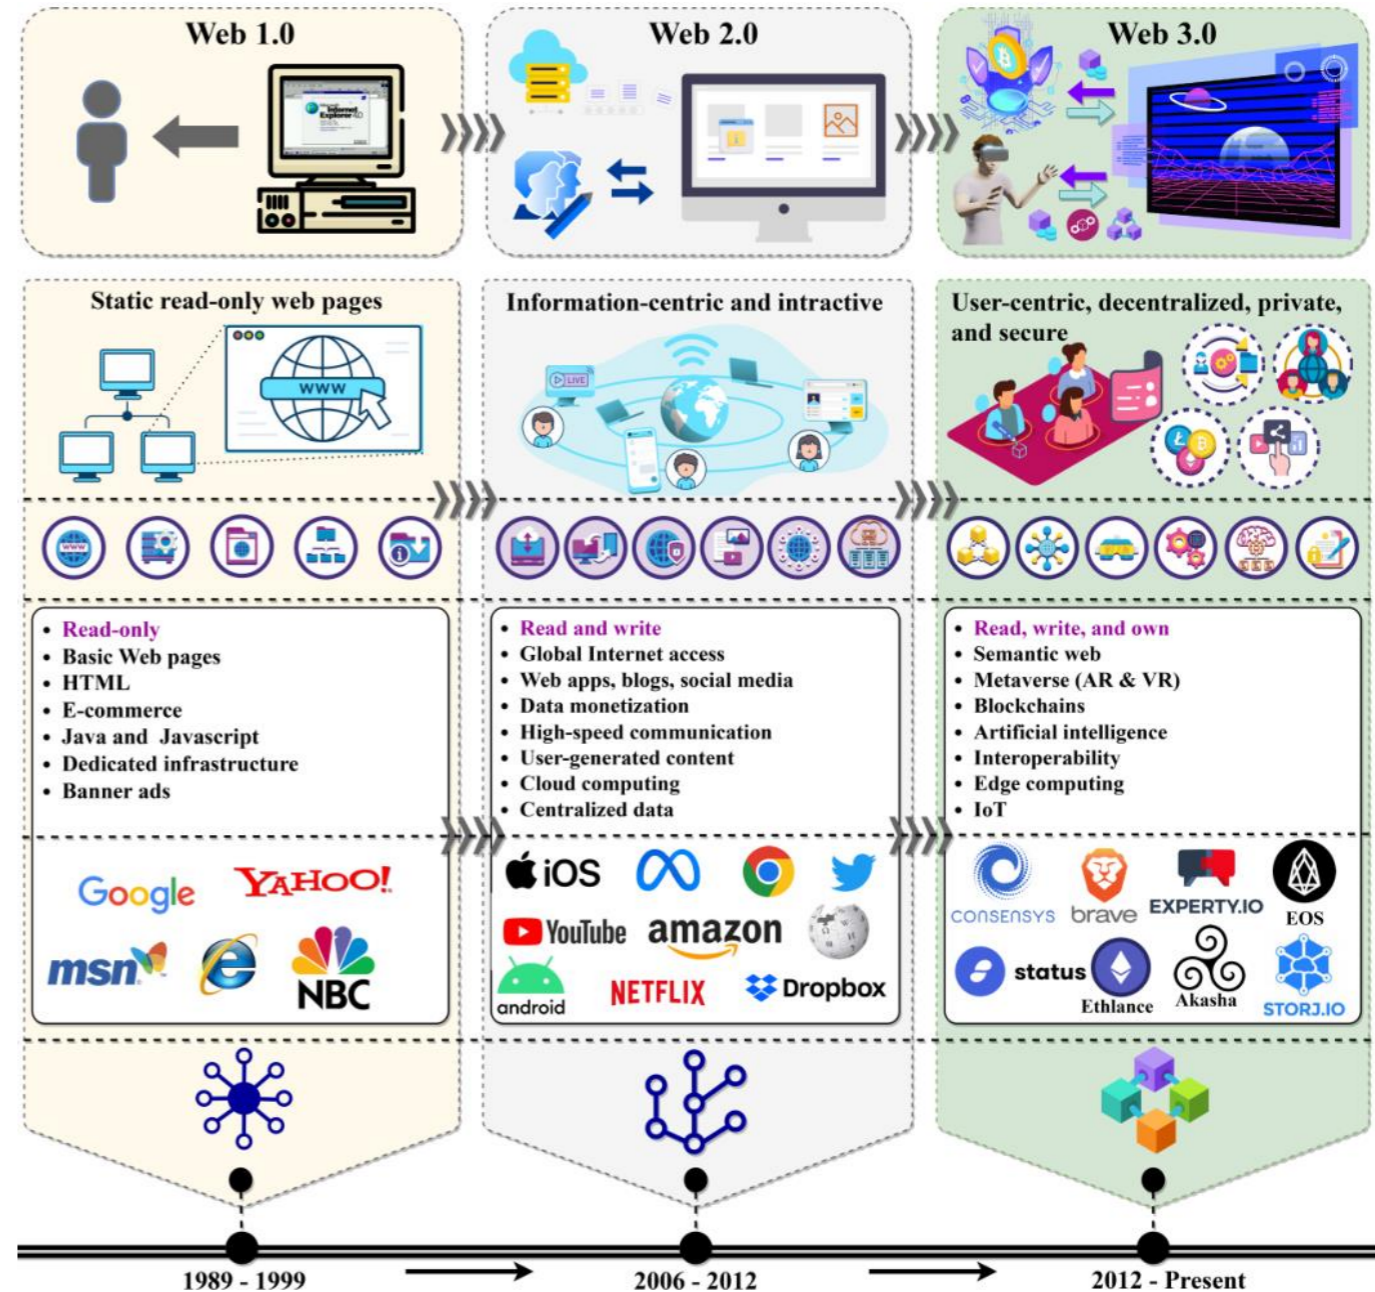 Web 1.0
Web 2.0
Web 3.0
Internet
Explorer 4.0
Static read-only web pages
WWW
Information-centric and intractive
LIVE
User-centric, decentralized, private,
and secure
WWW
• Read-only
• Basic Web pages
• HTML
• E-commerce
• Java and Javascript
• Dedicated infrastructure
• Banner ads
• Read and write
• Global Internet access
• Web apps, blogs, social media
• Data monetization
• High-speed communication
• User-generated content
• Cloud computing
• Centralized data
• Read, write, and own
• Semantic web
• Metaverse (AR & VR)
• Blockchains
• Artificial intelligence
• Interoperability
• Edge computing
• IoT
Google
YAHOO!
msn
NBC
iOS
YouTube
amazon
android
NETFLIX
Dropbox
CONSENSYS
brave
EXPERTY.IO
EOS
status
Ethlance
Akasha
STORJ.IO
1989 - 1999
2006 - 2012
2012 - Present